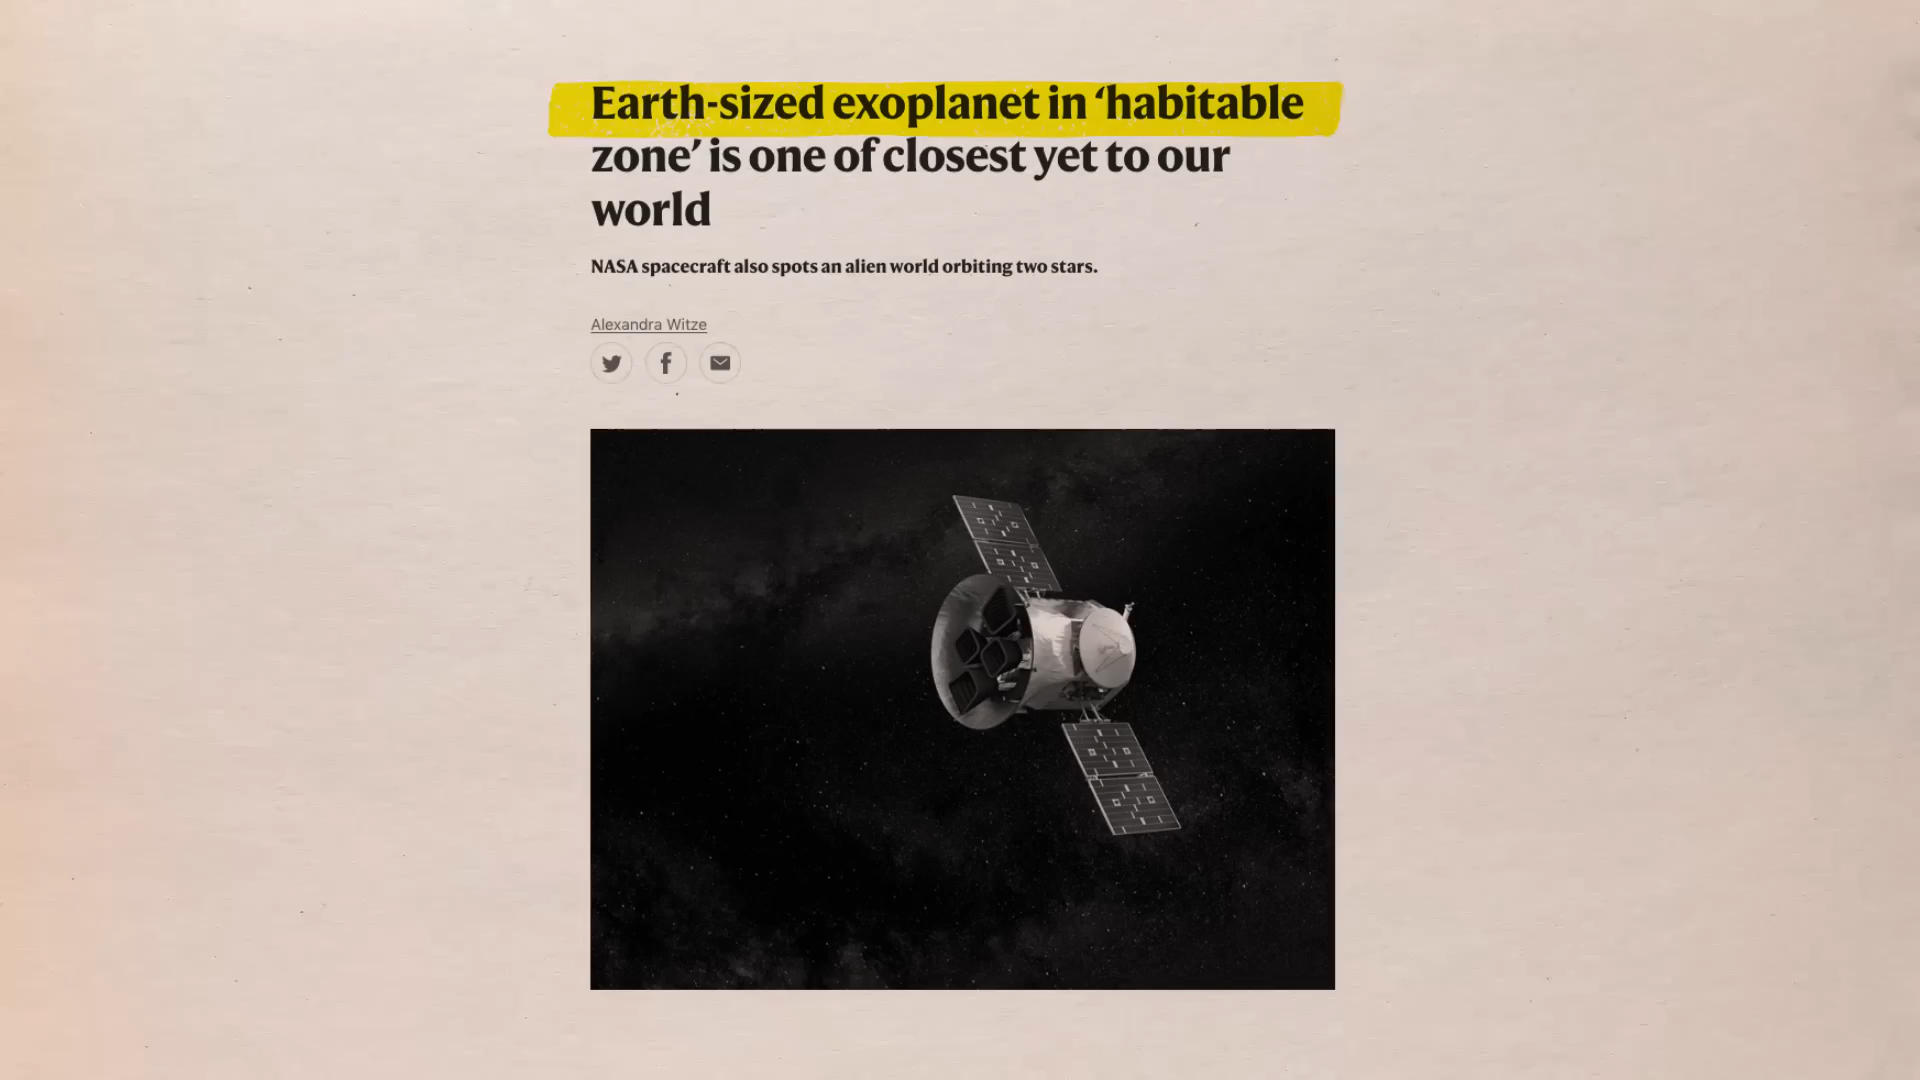 Earth-sized exoplanet in ‘habitable
zone’ is one of closest yet to our
world
NASA spacecraft also spots an alien world orbiting two stars.
Alexandra Witze